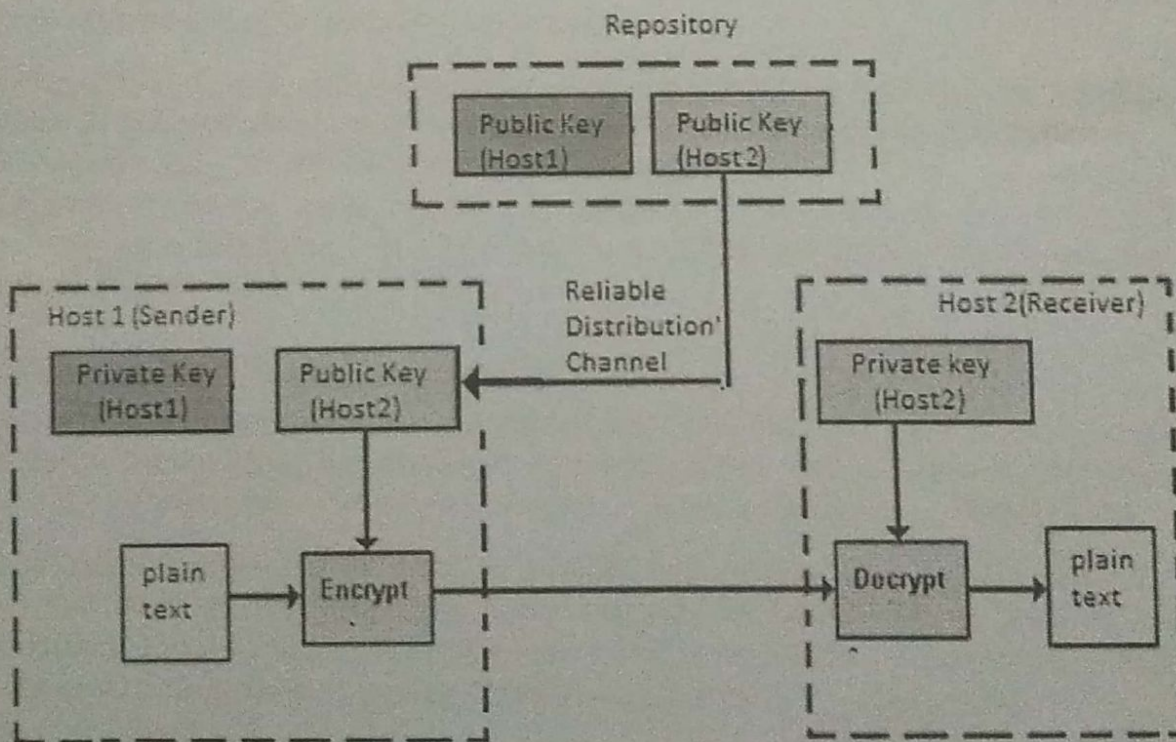 Repository
Public Key
(Host1)
Public Key
(Host2)
Host 1 (Sender)
Private Key
(Host1)
Public Key
(Host2)
Reliable
Distribution'
Channel
Host 2(Receiver)
Private key
(Host2)
plain
text
Encrypt
Decrypt
plain
text